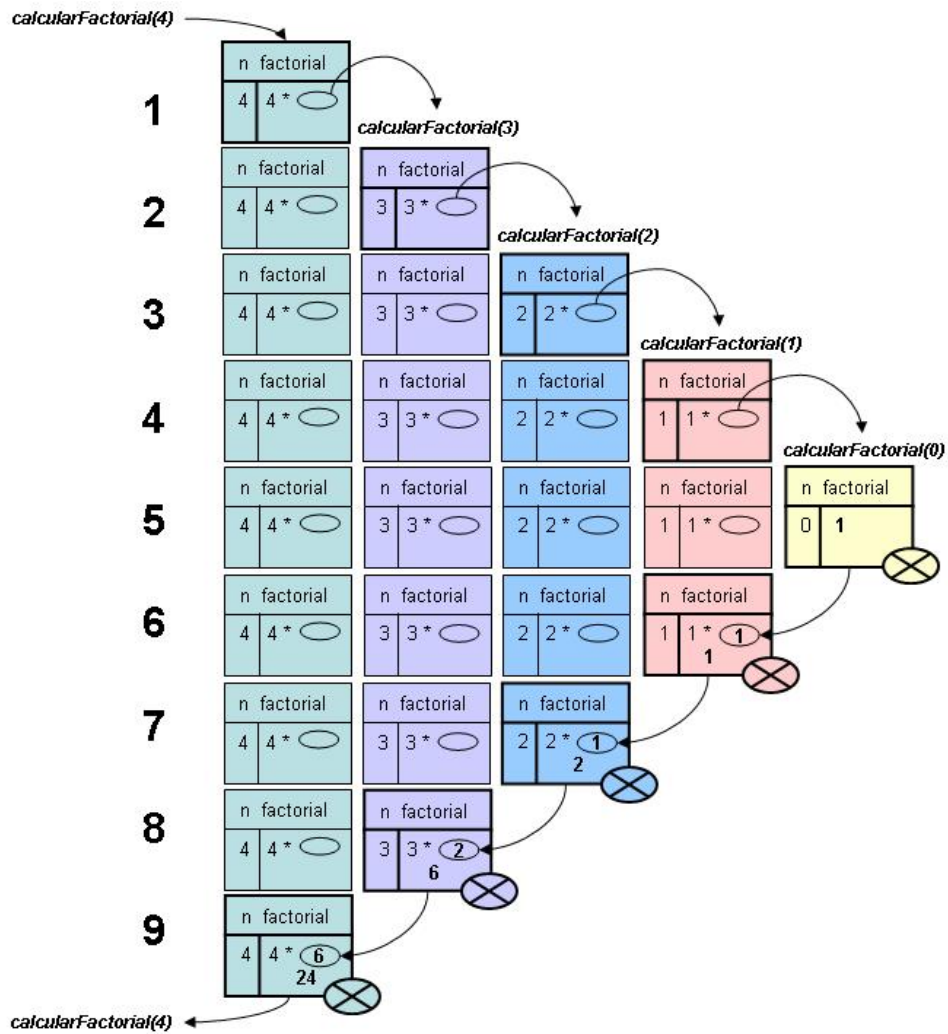 calcularFactorial(4)
n factorial
1
4 4 *
calcularFactorial(3)
n factorial n factorial
2
4 4 * 3 3 *
calcularFactorial(2)
n factorial n factorial n factorial
3
4 4 * 3 3 * 2 2 *
calcularFactorial(1)
n factorial n factorial n factorial n factorial
4
4 4 * 3 3 * 2 2 * 1 1 *
calcularFactorial(0)
n factorial n factorial n factorial n factorial n factorial
5
4 4 * 3 3 * 2 2 * 1 1 * 0 1
n factorial n factorial n factorial n factorial
6
4 4 * 3 3 * 2 2 * 1 1 * 1
1
n factorial n factorial n factorial
7
4 4 * 3 3 * 2 2 * 1
2
n factorial n factorial
8
4 4 * 3 3 * 2
6
n factorial
9
4 4 * 6
24
calcularFactorial(4)